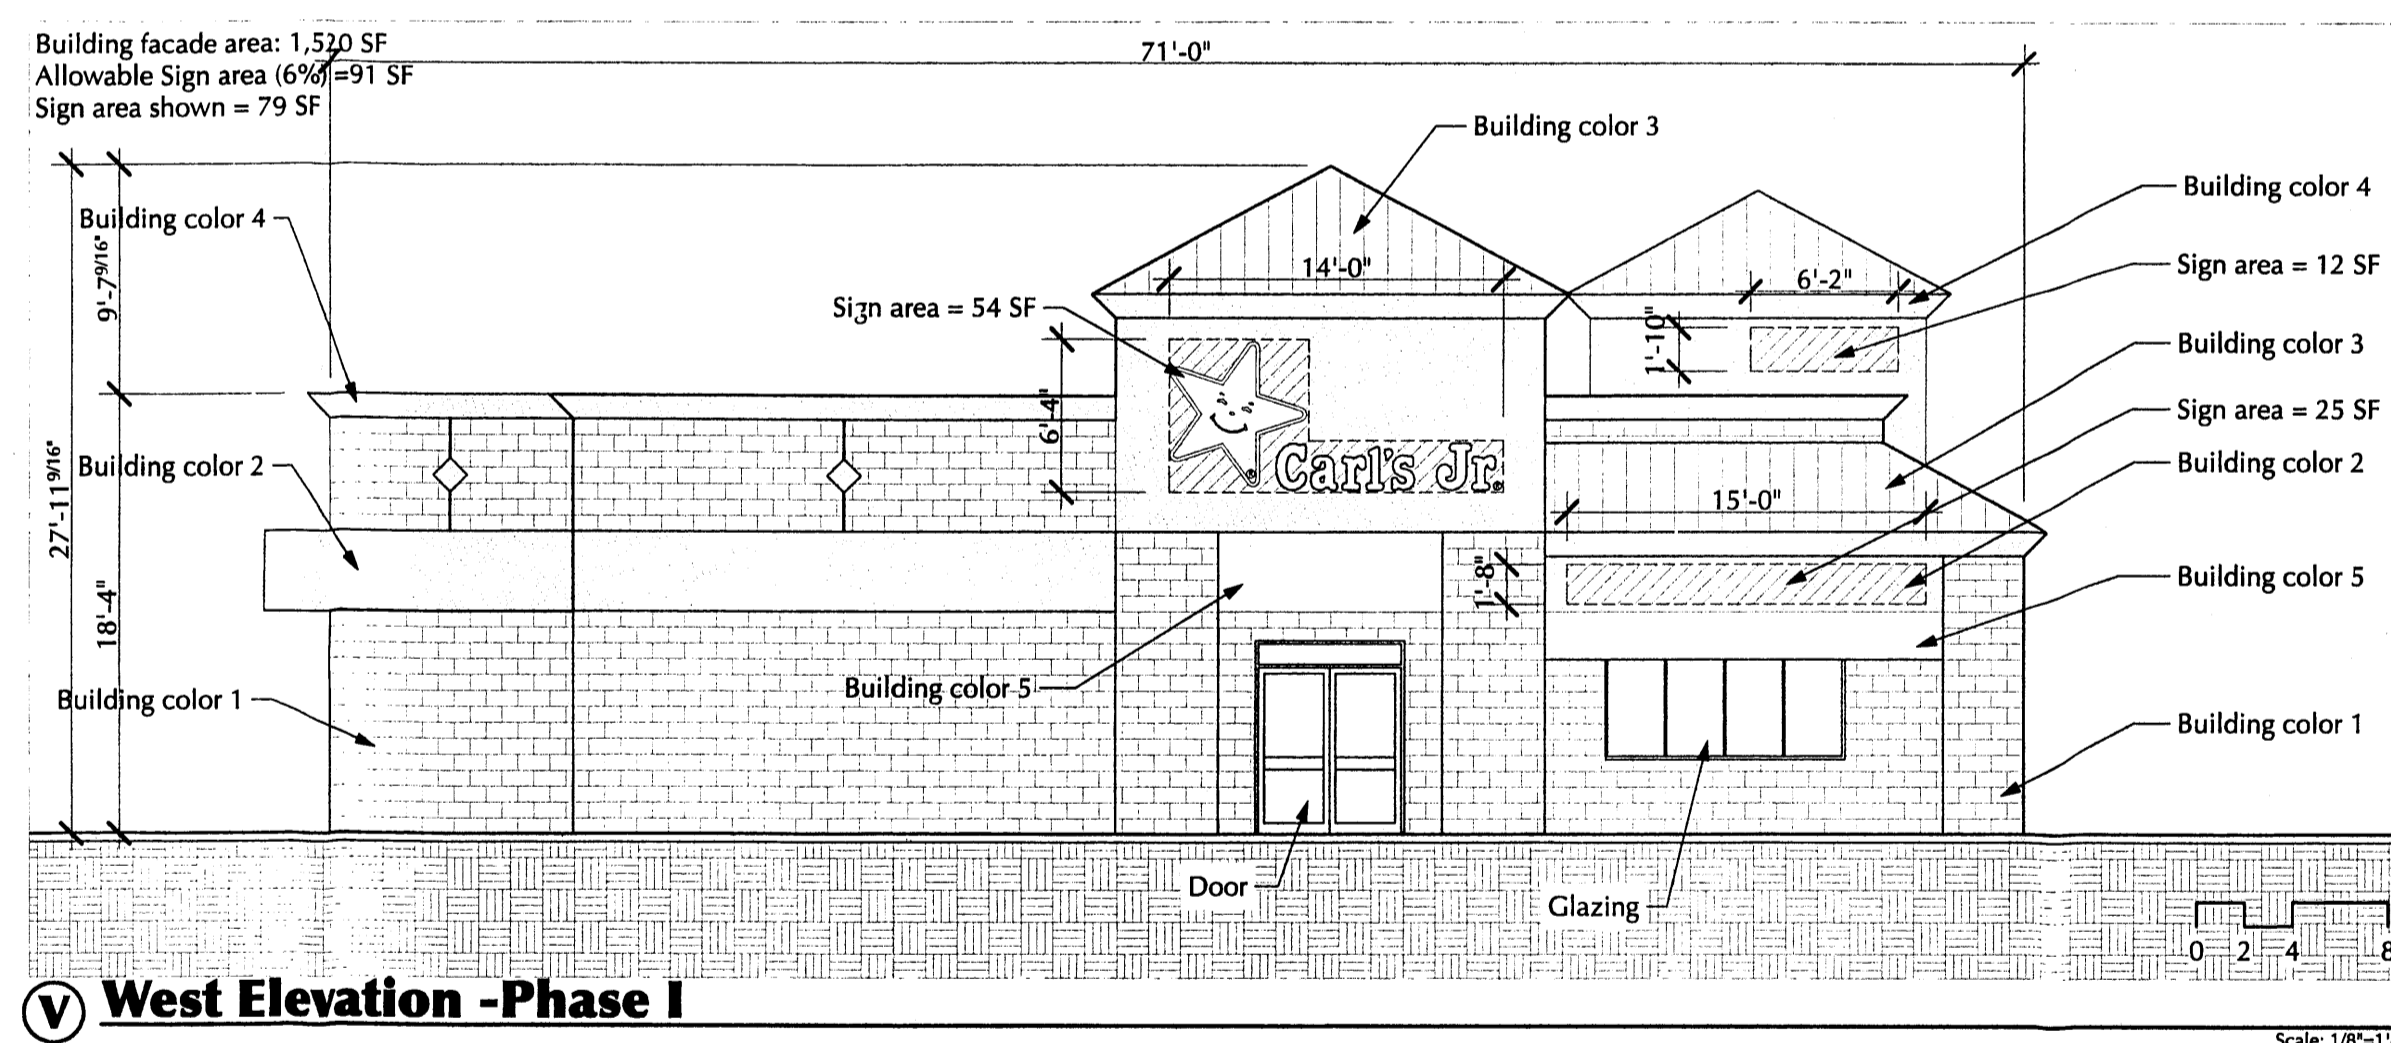 Building facade area: 1,520 SF
Allowable Sign area (6%) =91 SF
Sign area shown = 79 SF
71'-0"
Building color 3
Building color 4
Building color 4
9'-7 9/16"
14'-0"
6'-2"
Sign area = 12 SF
Sign area = 54 SF
1'-10"
Building color 3
6'-4"
Sign area = 25 SF
Building color 2
Building color 2
27'-11 9/16"
15'-0"
Carl's Jr.®
18'-4"
1'-8"
Building color 5
Building color 5
Building color 1
Building color 1
Door
Glazing
0 2 4 8
V West Elevation -Phase I
Scale: 1/8"=1'